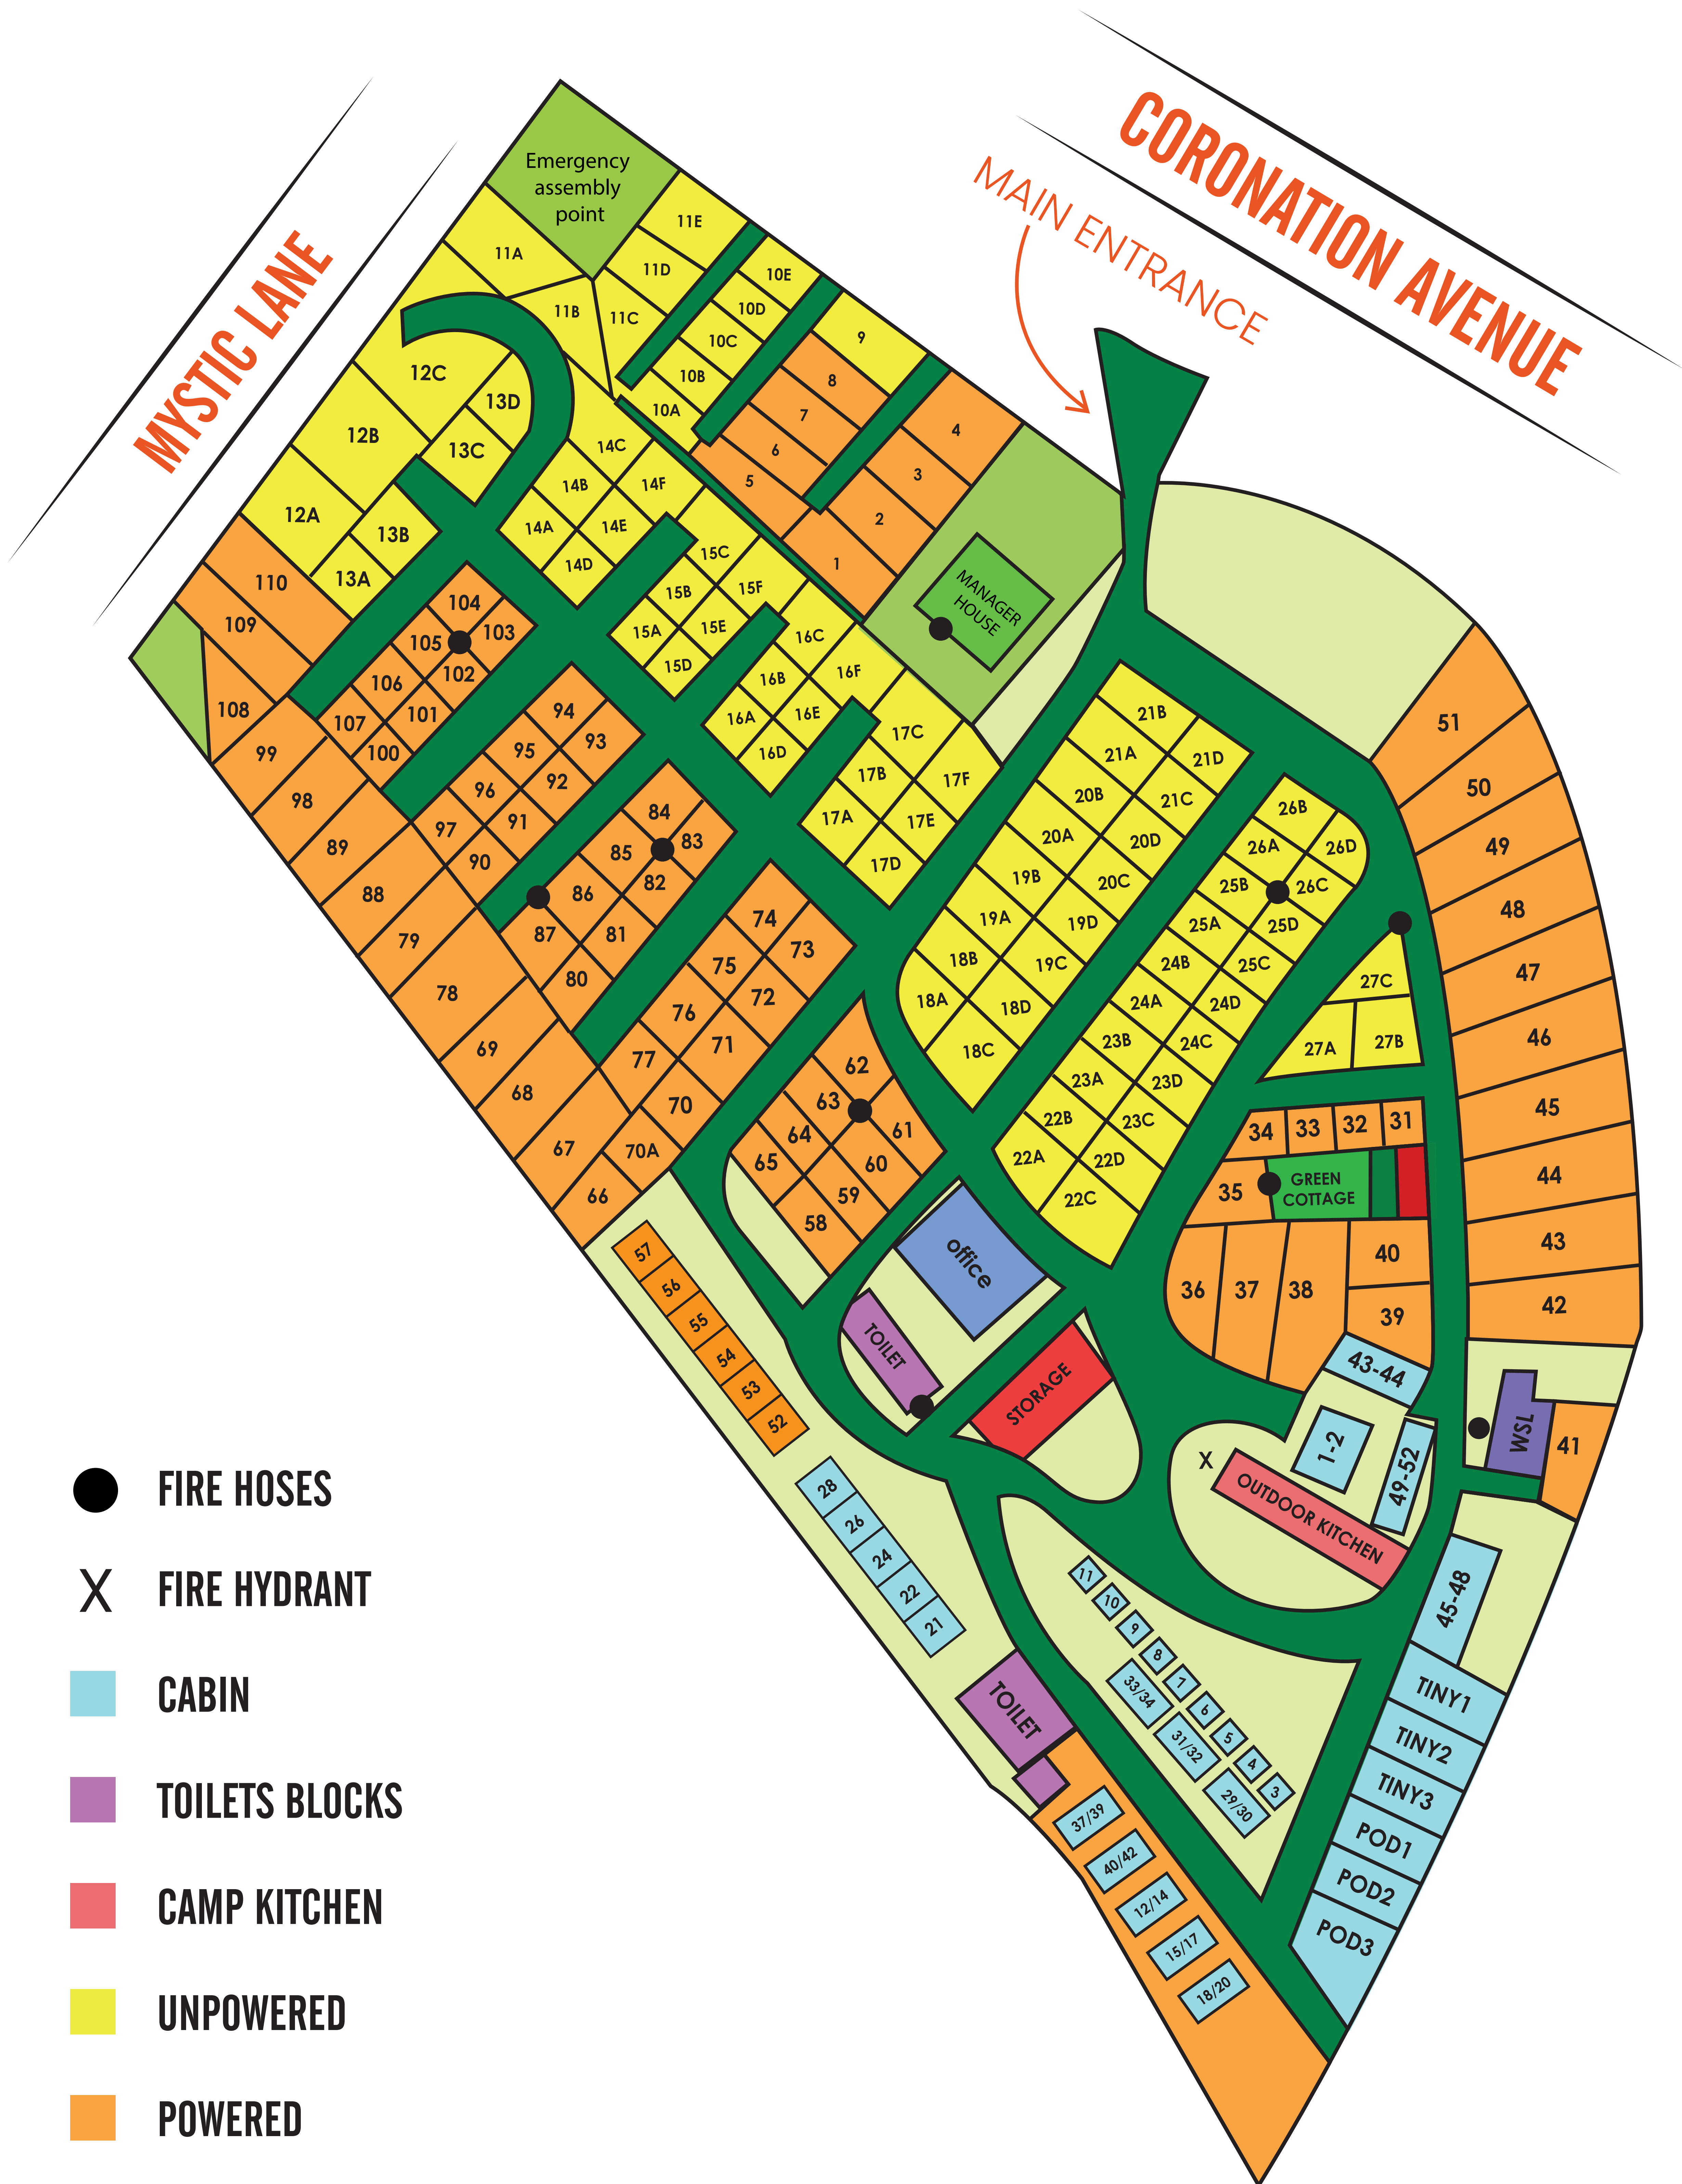 CORONATION AVENUE
MAIN ENTRANCE
MYSTIC LANE
Emergency
assembly
point
11E
11A
11D
10E
11B
11C
10D
9
10C
12C
10B
8
13D
10A
7
4
12B
13C
14C
6
3
14B
14F
5
12A
13B
14A
14E
2
15C
14D
1
110
13A
15B
15F
MANAGER
HOUSE
109
104
103
105
15A
15E
16C
102
15D
16B
16F
106
108
107
101
94
16A
16E
17C
21B
51
99
100
95
93
16D
21A
21D
98
96
92
17B
17F
20B
21C
50
97
91
84
17A
17E
20A
20D
26B
89
90
85
83
17D
19B
20C
26A
26D
49
88
86
82
25B
26C
79
87
81
74
73
19A
19D
25A
25D
48
78
80
75
18B
19C
24B
25C
27C
47
76
72
18A
18D
24A
24D
69
77
71
62
18C
23B
24C
27A
27B
46
68
70
63
23A
23D
67
70A
64
61
22B
23C
34
33
32
31
45
66
65
60
22A
22D
35
GREEN
COTTAGE
44
59
58
22C
57
56
55
54
53
52
office
TOILET
STORAGE
36
37
38
40
39
43
42
43-44
1-2
49-52
WSL
41
X
OUTDOOR KITCHEN
28
26
24
22
21
TOILET
11
10
9
8
7
6
5
4
3
33/34
31/32
29/30
45-48
TINY1
TINY2
TINY3
POD1
POD2
POD3
37/39
40/42
12/14
15/17
18/20
FIRE HOSES
X FIRE HYDRANT
CABIN
TOILETS BLOCKS
CAMP KITCHEN
UNPOWERED
POWERED